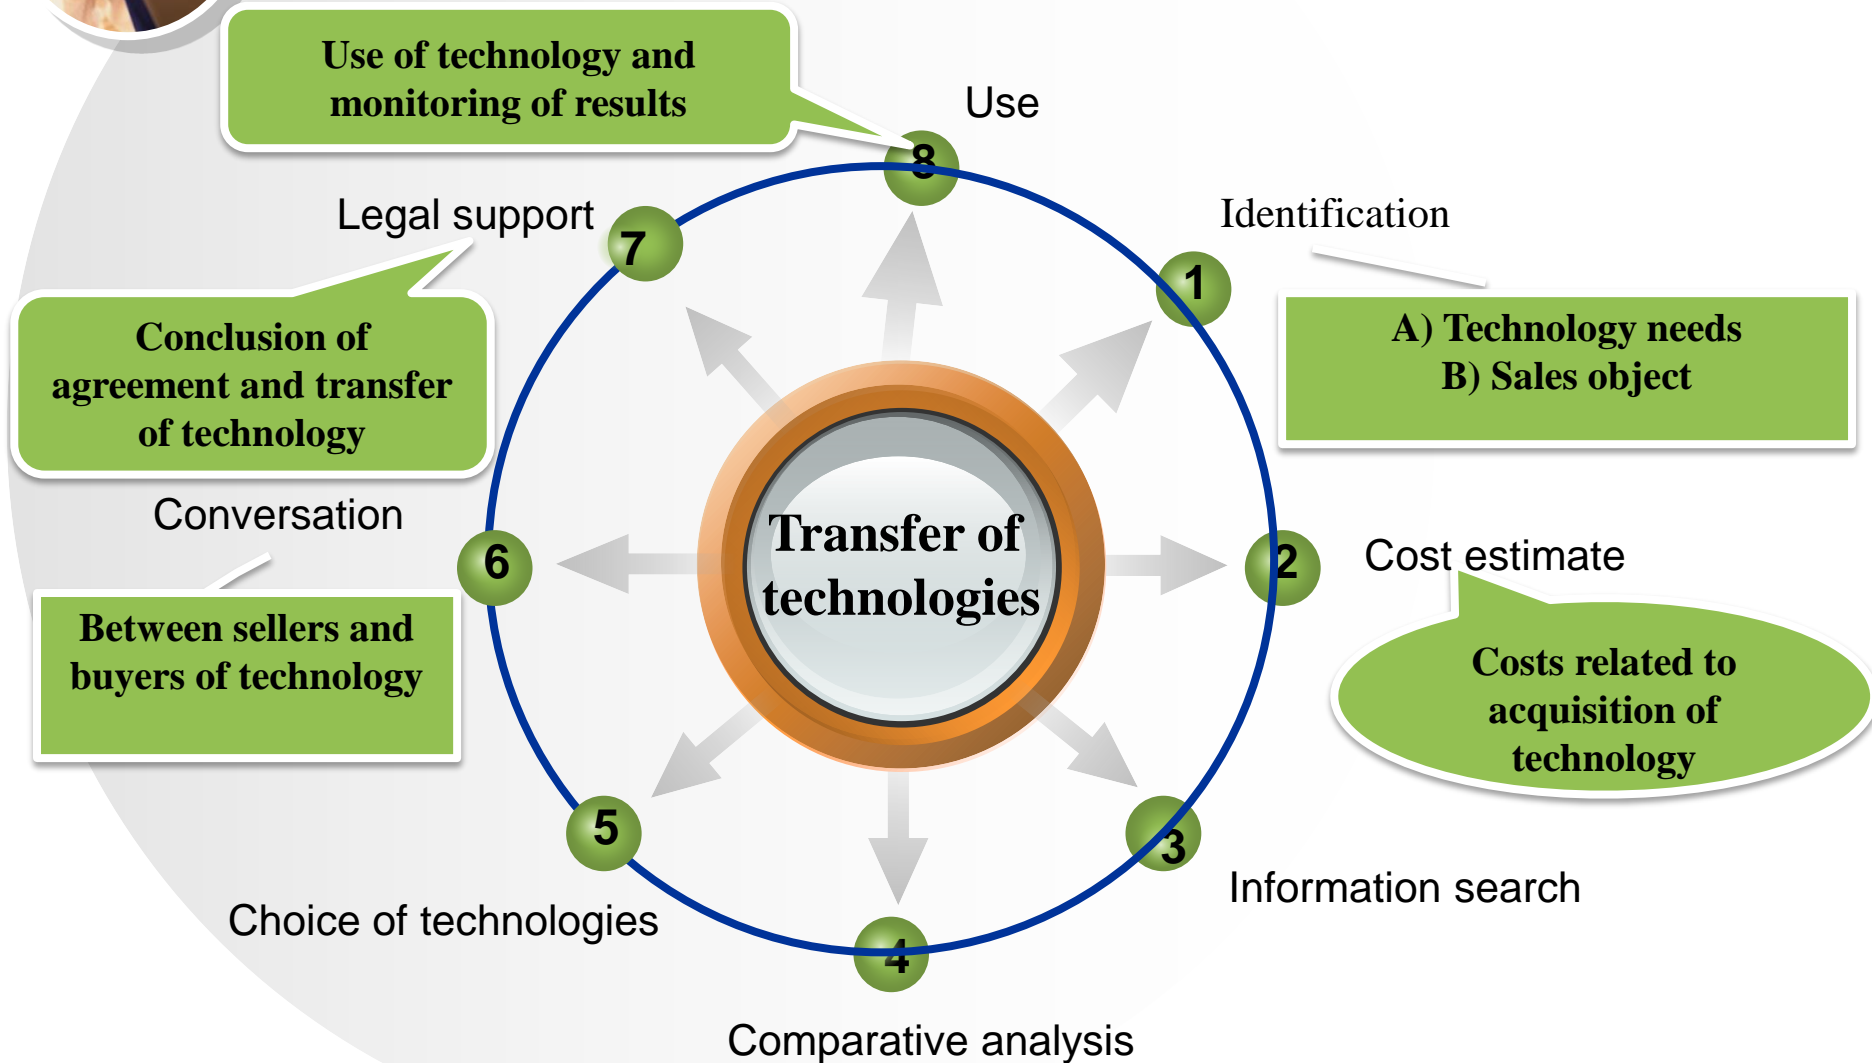 Use of technology and
monitoring of results
Use
8
Legal support
7
Identification
1
A) Technology needs
B) Sales object
Conclusion of
agreement and transfer
of technology
Conversation
6
Between sellers and
buyers of technology
Transfer of
technologies
2
Cost estimate
Costs related to
acquisition of
technology
5
Choice of technologies
3
Information search
4
Comparative analysis